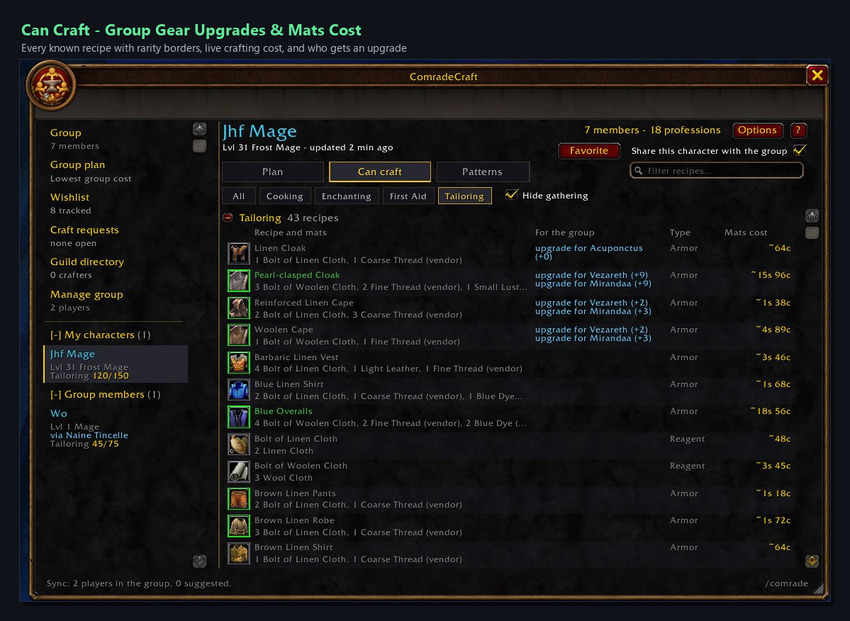 Can Craft - Group Gear Upgrades & Mats Cost
Every known recipe with rarity borders, live crafting cost, and who gets an upgrade
ComradeCraft
Group
7 members
Group plan
Lowest group cost
Wishlist
8 tracked
Craft requests
none open
Guild directory
0 crafters
Manage group
2 players
[-] My characters (1)
Jhf Mage
Lvl 31 Frost Mage
Tailoring 120/150
[-] Group members (1)
Wo
Lvl 1 Mage
via Naine Tincelle
Tailoring 45/75
Jhf Mage
Lvl 31 Frost Mage - updated 2 min ago
7 members - 18 professions
Options
?
Favorite
Share this character with the group
Plan
Can craft
Patterns
Filter recipes...
All
Cooking
Enchanting
First Aid
Tailoring
Hide gathering
Tailoring 43 recipes
Recipe and mats For the group Type Mats cost
Linen Cloak upgrade for Acuponctus (+0) Armor ~64c
1 Bolt of Linen Cloth, 1 Coarse Thread (vendor)
Pearl-clasped Cloak upgrade for Vezareth (+9) Armor ~15s 96c
3 Bolt of Woolen Cloth, 2 Fine Thread (vendor), 1 Small Lust... upgrade for Mirandaa (+9)
Reinforced Linen Cape upgrade for Vezareth (+2) Armor ~1s 38c
2 Bolt of Linen Cloth, 3 Coarse Thread (vendor) upgrade for Mirandaa (+3)
Woolen Cape upgrade for Vezareth (+2) Armor ~4s 89c
1 Bolt of Woolen Cloth, 1 Fine Thread (vendor) upgrade for Mirandaa (+3)
Barbaric Linen Vest Armor ~3s 46c
4 Bolt of Linen Cloth, 1 Light Leather, 1 Fine Thread (vendor)
Blue Linen Shirt Armor ~1s 68c
2 Bolt of Linen Cloth, 1 Coarse Thread (vendor), 1 Blue Dye...
Blue Overalls Armor ~18s 56c
4 Bolt of Woolen Cloth, 2 Fine Thread (vendor), 2 Blue Dye (...
Bolt of Linen Cloth Reagent ~48c
2 Linen Cloth
Bolt of Woolen Cloth Reagent ~3s 45c
3 Wool Cloth
Brown Linen Pants Armor ~1s 18c
2 Bolt of Linen Cloth, 1 Coarse Thread (vendor)
Brown Linen Robe Armor ~1s 72c
3 Bolt of Linen Cloth, 1 Coarse Thread (vendor)
Brown Linen Shirt Armor ~64c
1 Bolt of Linen Cloth, 1 Coarse Thread (vendor)
Sync: 2 players in the group, 0 suggested.
/comrade